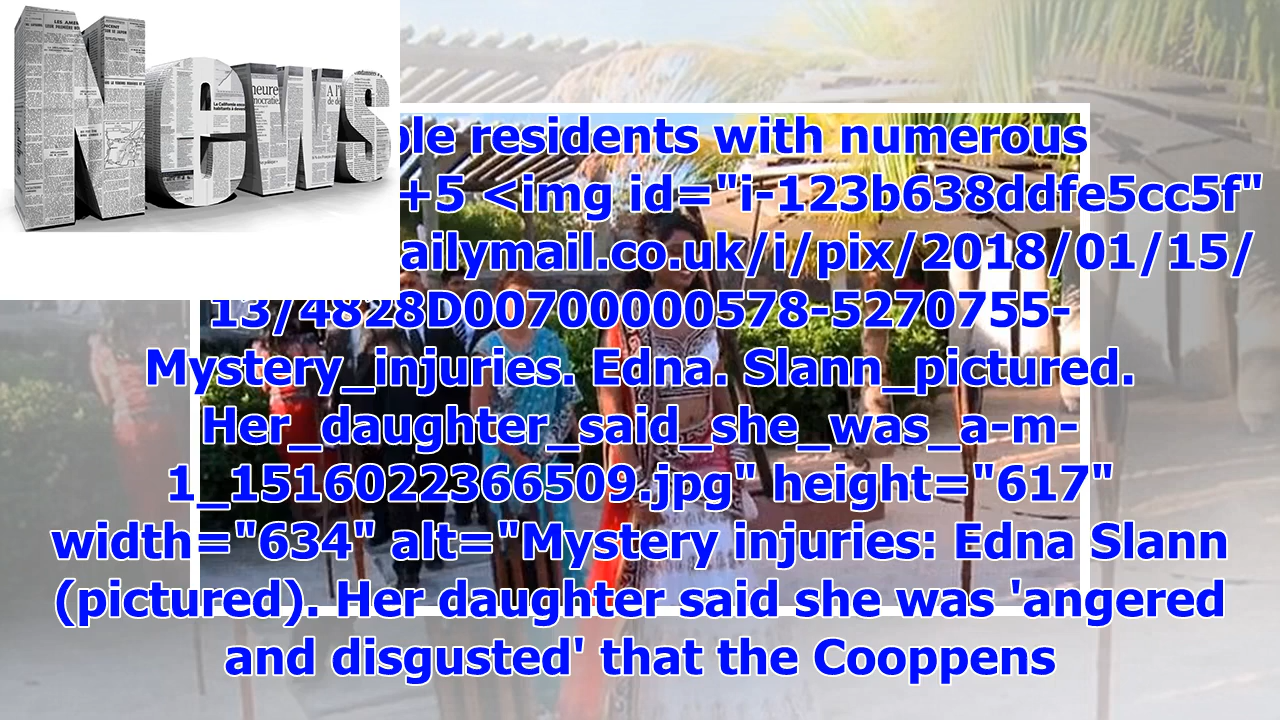 News
ble residents with numerous
+5 <img id="i-123b638ddfe5cc5f"
ailymail.co.uk/i/pix/2018/01/15/
13/4828D00700000578-5270755-
Mystery_injuries. Edna. Slann_pictured.
Her_daughter_said_she_was_a-m-
1_1516022366509.jpg" height="617"
width="634" alt="Mystery injuries: Edna Slann
(pictured). Her daughter said she was 'angered
and disgusted' that the Cooppens